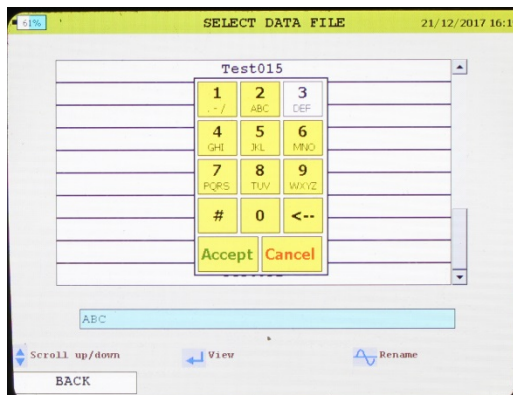 61% SELECT DATA FILE 21/12/2017 16:1
Test015
1 2 3
. - / ABC DEF
4 5 6
GHI JKL MNO
7 8 9
PQRS TUV WXYZ
# 0 <--
Accept Cancel
ABC
Scroll up/down View Rename
BACK